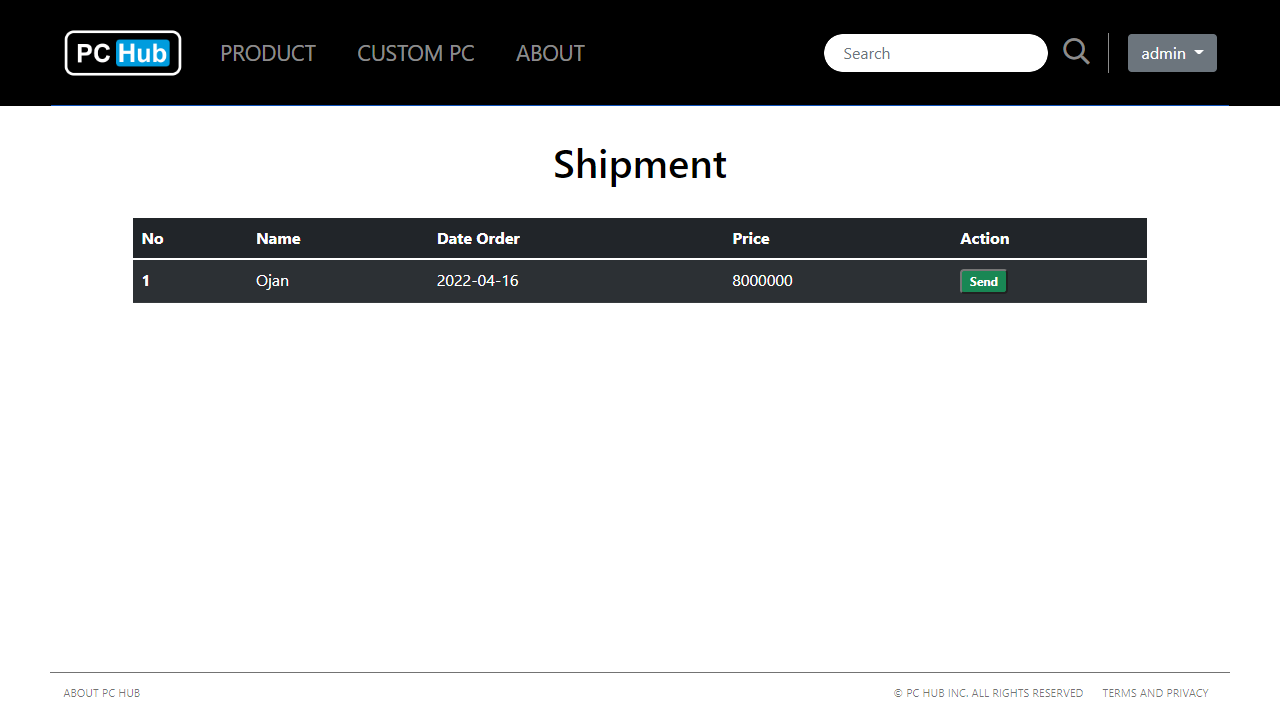 PC Hub PRODUCT CUSTOM PC ABOUT Search admin
Shipment
No Name Date Order Price Action
1 Ojan 2022-04-16 8000000 Send
ABOUT PC HUB © PC HUB INC. ALL RIGHTS RESERVED TERMS AND PRIVACY